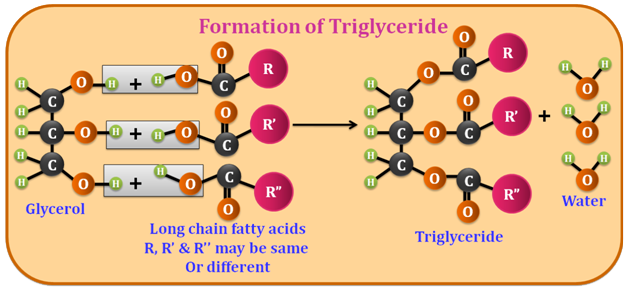 Formation of Triglyceride
O O
H H O H + H O C R O C R H H
H C C O
H C O H + H O C R' H C O C R' + H H
O O
H C C H H
H O H + H O C R'' H O C R'' O
O O
Glycerol
Long chain fatty acids
R, R' & R'' may be same
Or different
Triglyceride
Water